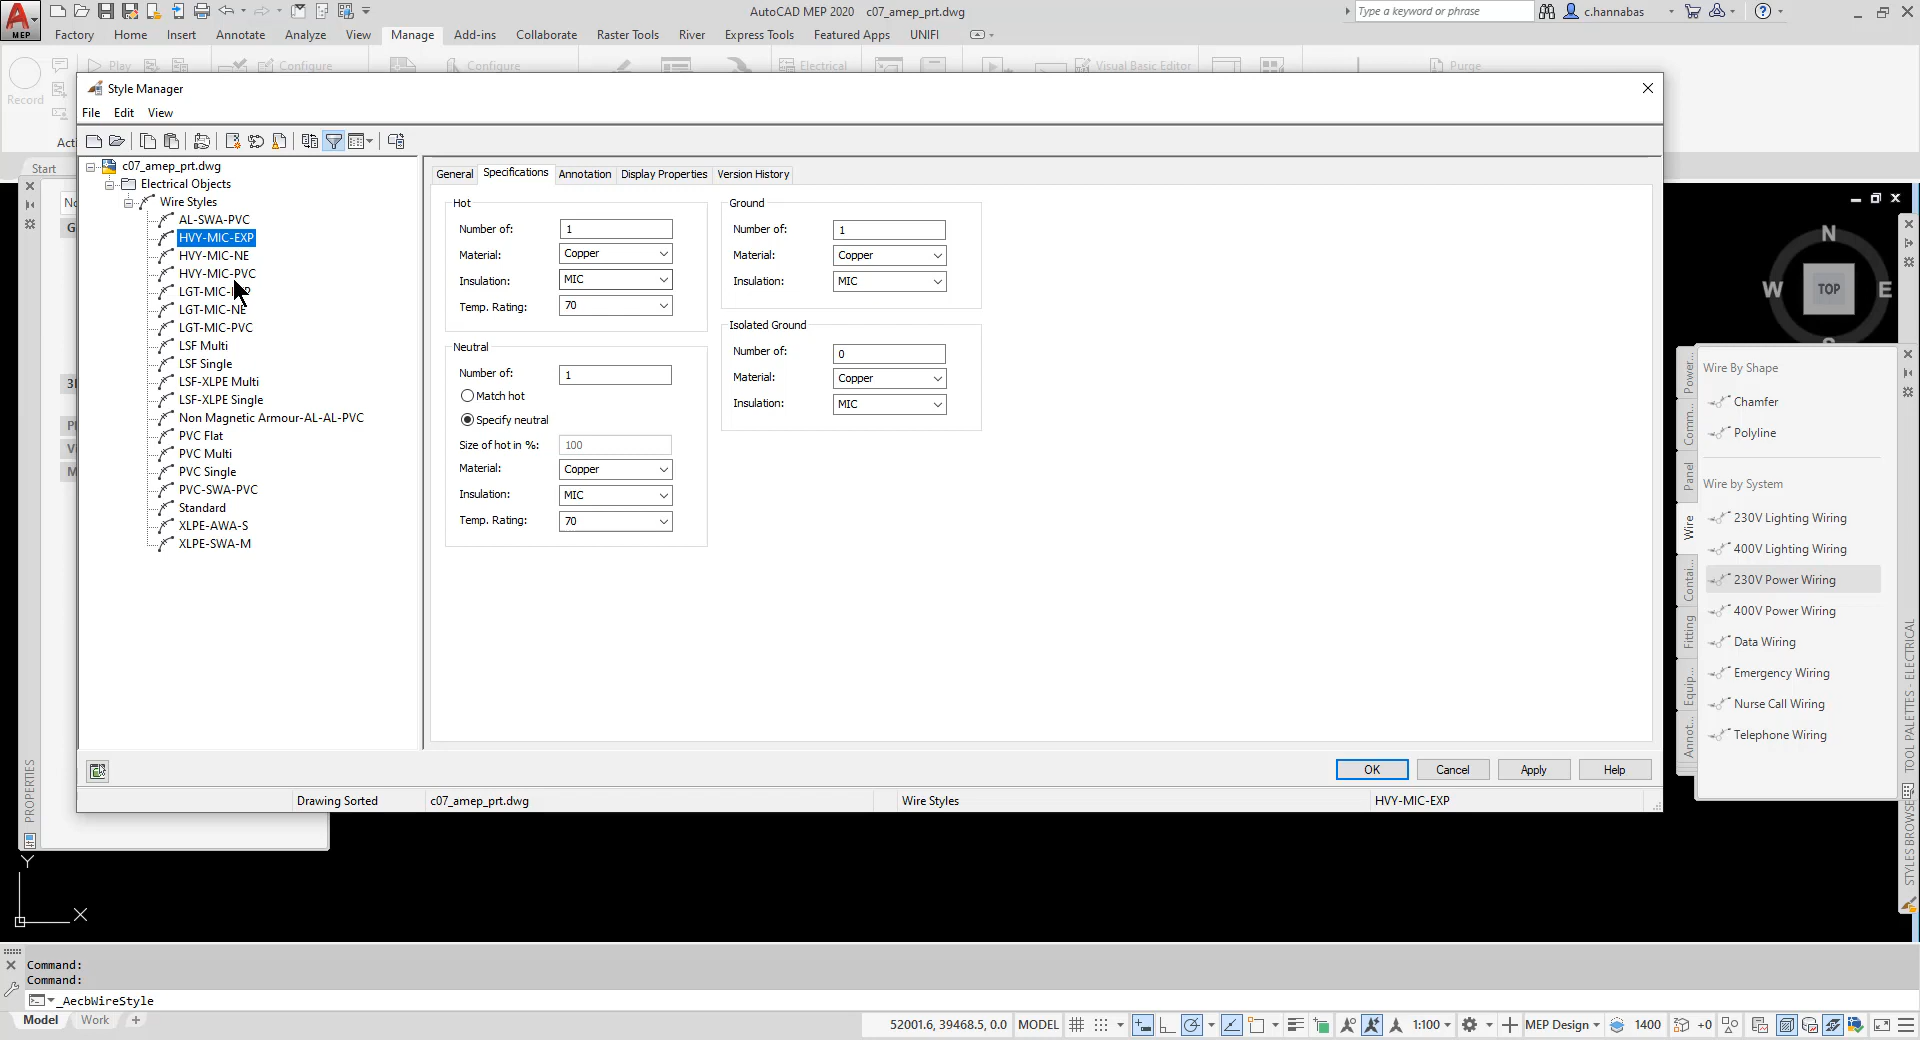 AutoCAD MEP 2020 c07_amep_prt.dwg
Type a keyword or phrase
c.hannabas
MEP
Factory Home Insert Annotate Analyze View Manage Add-ins Collaborate Raster Tools River Express Tools Featured Apps UNIFI
Record
Play
Configure
Configure
Electrical
Visual Basic Editor
Purge
Act
Start
Style Manager
File Edit View
c07_amep_prt.dwg
Electrical Objects
Wire Styles
AL-SWA-PVC
HVY-MIC-EXP
HVY-MIC-NE
HVY-MIC-PVC
LGT-MIC-
LGT-MIC-NE
LGT-MIC-PVC
LSF Multi
LSF Single
LSF-XLPE Multi
LSF-XLPE Single
Non Magnetic Armour-AL-AL-PVC
PVC Flat
PVC Multi
PVC Single
PVC-SWA-PVC
Standard
XLPE-AWA-S
XLPE-SWA-M
General Specifications Annotation Display Properties Version History
Hot
Number of: 1
Material: Copper
Insulation: MIC
Temp. Rating: 70
Neutral
Number of: 1
Match hot
Specify neutral
Size of hot in %: 100
Material: Copper
Insulation: MIC
Temp. Rating: 70
Ground
Number of: 1
Material: Copper
Insulation: MIC
Isolated Ground
Number of: 0
Material: Copper
Insulation: MIC
OK Cancel Apply Help
Drawing Sorted c07_amep_prt.dwg Wire Styles HVY-MIC-EXP
No
G
3
P
Vi
M
PROPERTIES
N
W TOP E
S
Power...
Comm...
Panel
Wire
Contai...
Fitting
Equip...
Annot...
Wire By Shape
Chamfer
Polyline
Wire by System
230V Lighting Wiring
400V Lighting Wiring
230V Power Wiring
400V Power Wiring
Data Wiring
Emergency Wiring
Nurse Call Wiring
Telephone Wiring
TOOL PALETTES - ELECTRICAL
STYLES BROWSE
Y
X
Command:
Command:
_AecbWireStyle
Model Work +
52001.6, 39468.5, 0.0 MODEL 1:100 MEP Design 1400 +0